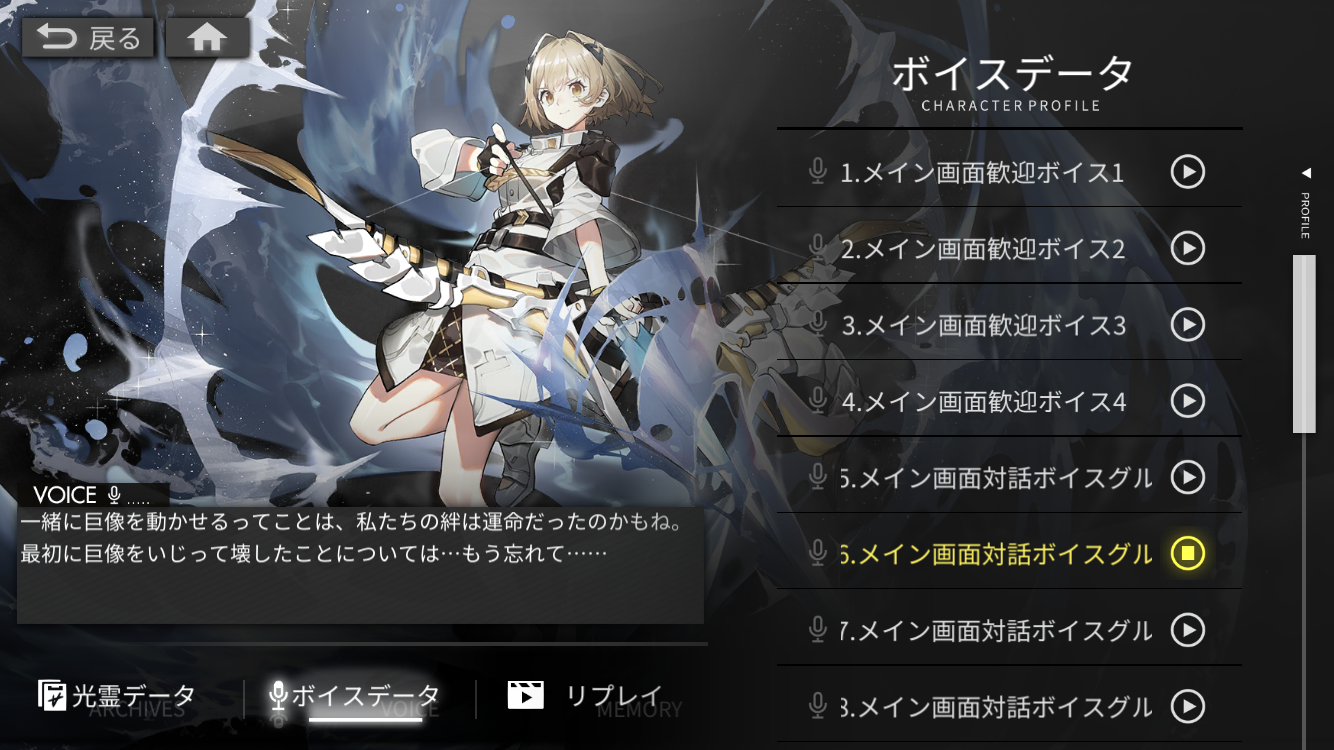 戻る
ボイスデータ
CHARACTER PROFILE
1.メイン画面歓迎ボイス1
2.メイン画面歓迎ボイス2
3.メイン画面歓迎ボイス3
4.メイン画面歓迎ボイス4
5.メイン画面対話ボイスグル
6.メイン画面対話ボイスグル
7.メイン画面対話ボイスグル
8.メイン画面対話ボイスグル
PROFILE
VOICE .....
一緒に巨像を動かせるってことは、私たちの絆は運命だったのかもね。
最初に巨像をいじって壊したことについては…もう忘れて……
光霊データ
ARCHIVES
ボイスデータ
VOICE
リプレイ
MEMORY